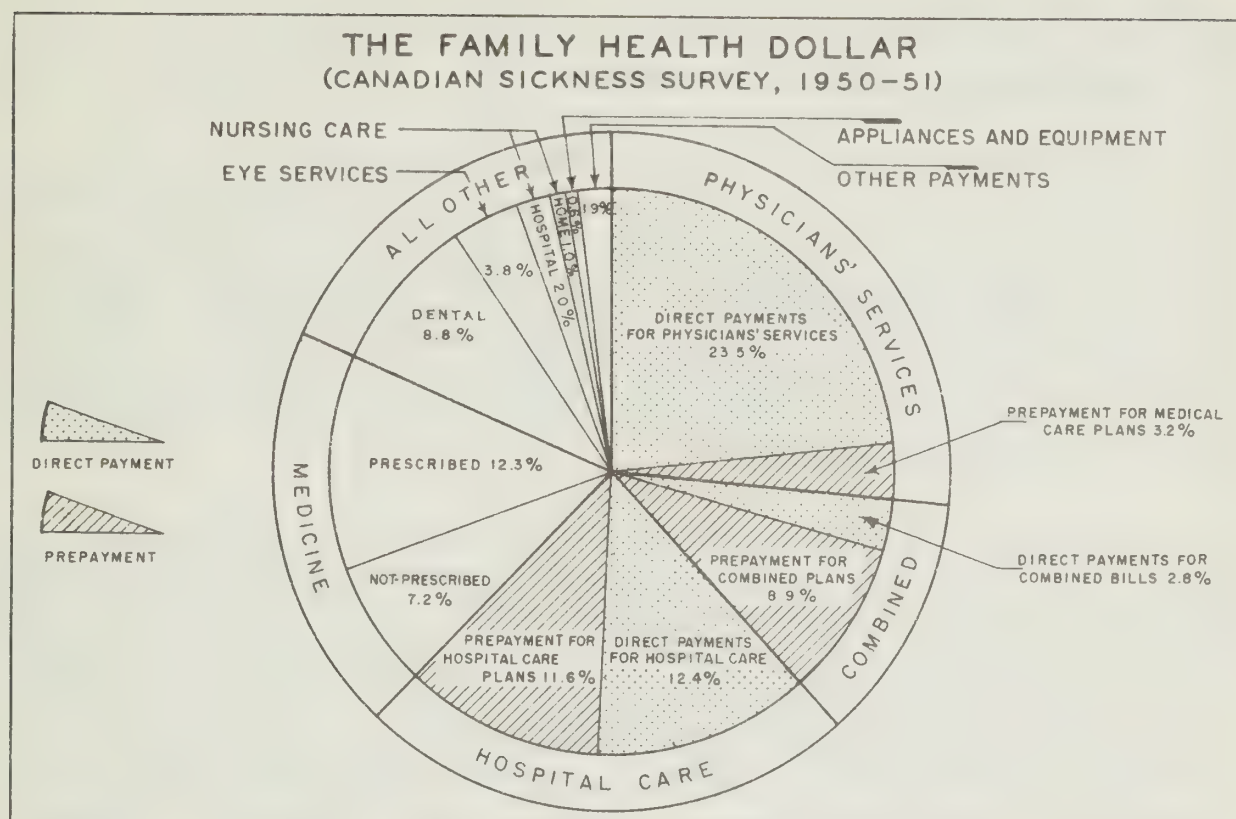 THE FAMILY HEALTH DOLLAR
(CANADIAN SICKNESS SURVEY, 1950-51)
NURSING CARE
EYE SERVICES
APPLIANCES AND EQUIPMENT
OTHER PAYMENTS
ALL OTHER
PHYSICIANS' SERVICES
COMBINED
HOSPITAL CARE
MEDICINE
DIRECT PAYMENTS
FOR PHYSICIANS' SERVICES
23.5%
PREPAYMENT FOR MEDICAL
CARE PLANS 3.2%
DIRECT PAYMENTS FOR
COMBINED BILLS 2.8%
PREPAYMENT FOR
COMBINED PLANS
8.9%
DIRECT PAYMENTS
FOR HOSPITAL CARE
12.4%
PREPAYMENT FOR
HOSPITAL CARE
PLANS 11.6%
NOT-PRESCRIBED
7.2%
PRESCRIBED 12.3%
DENTAL
8.8%
3.8%
HOSPITAL 2.0%
HOME 1.0%
0.6%
1.9%
DIRECT PAYMENT
PREPAYMENT